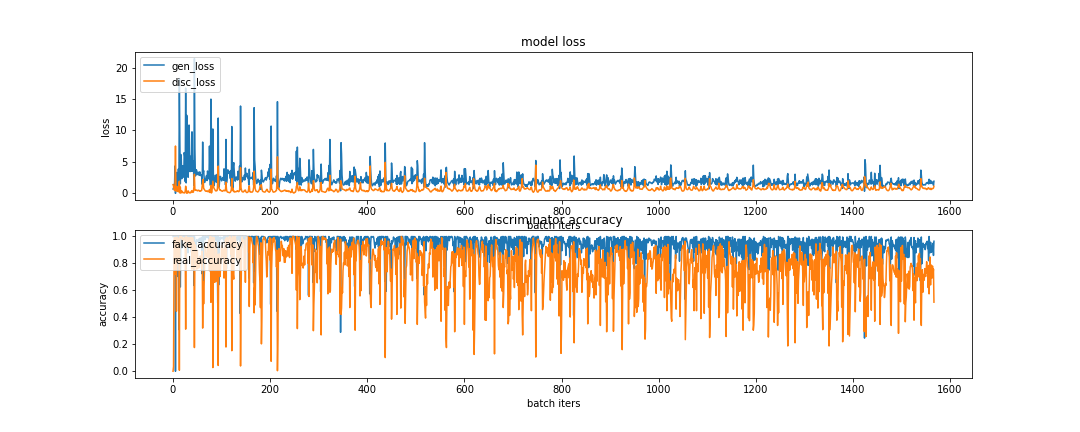 model loss
gen_loss
disc_loss
20
15
10
5
0
loss
0 200 400 600 800 1000 1200 1400 1600
batch iters
discriminator accuracy
fake_accuracy
real_accuracy
1.0
0.8
0.6
0.4
0.2
0.0
accuracy
0 200 400 600 800 1000 1200 1400 1600
batch iters